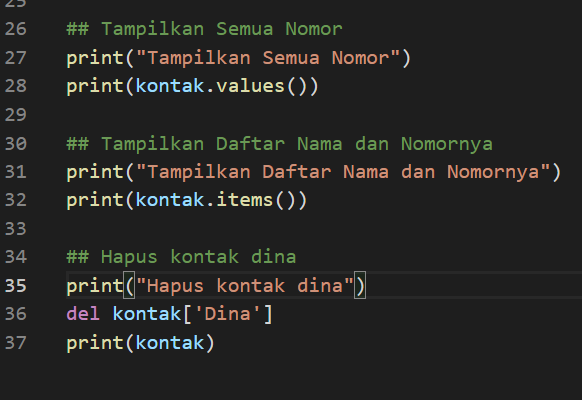 26 ## Tampilkan Semua Nomor
27 print("Tampilkan Semua Nomor")
28 print(kontak.values())
29
30 ## Tampilkan Daftar Nama dan Nomornya
31 print("Tampilkan Daftar Nama dan Nomornya")
32 print(kontak.items())
33
34 ## Hapus kontak dina
35 print("Hapus kontak dina")
36 del kontak['Dina']
37 print(kontak)